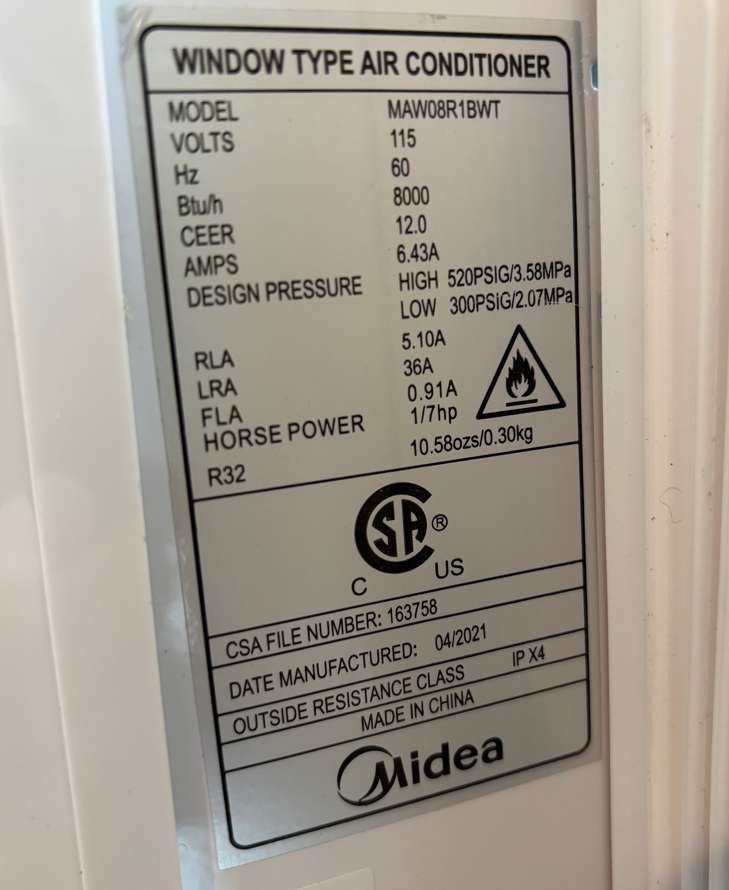 WINDOW TYPE AIR CONDITIONER
MODEL MAW08R1BWT
VOLTS 115
Hz 60
Btu/h 8000
CEER 12.0
AMPS 6.43A
DESIGN PRESSURE HIGH 520PSIG/3.58MPa
LOW 300PSiG/2.07MPa
RLA 5.10A
LRA 36A
FLA 0.91A
HORSE POWER 1/7hp
R32 10.58ozs/0.30kg
CSA ®
C US
CSA FILE NUMBER: 163758
DATE MANUFACTURED: 04/2021
OUTSIDE RESISTANCE CLASS IP X4
MADE IN CHINA
Midea